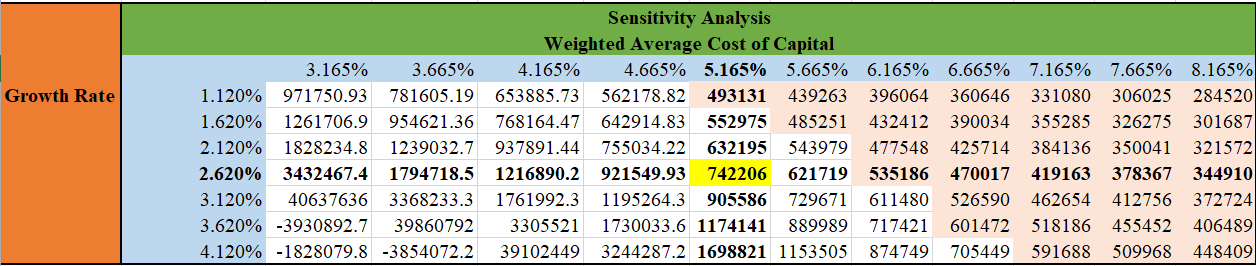 Sensitivity Analysis
Weighted Average Cost of Capital
3.165% 3.665% 4.165% 4.665% 5.165% 5.665% 6.165% 6.665% 7.165% 7.665% 8.165%
Growth Rate 1.120% 971750.93 781605.19 653885.73 562178.82 493131 439263 396064 360646 331080 306025 284520
1.620% 1261706.9 954621.36 768164.47 642914.83 552975 485251 432412 390034 355285 326275 301687
2.120% 1828234.8 1239032.7 937891.44 755034.22 632195 543979 477548 425714 384136 350041 321572
2.620% 3432467.4 1794718.5 1216890.2 921549.93 742206 621719 535186 470017 419163 378367 344910
3.120% 40637636 3368233.3 1761992.3 1195264.3 905586 729671 611480 526590 462654 412756 372724
3.620% -3930892.7 39860792 3305521 1730033.6 1174141 889989 717421 601472 518186 455452 406489
4.120% -1828079.8 -3854072.2 39102449 3244287.2 1698821 1153505 874749 705449 591688 509968 448409